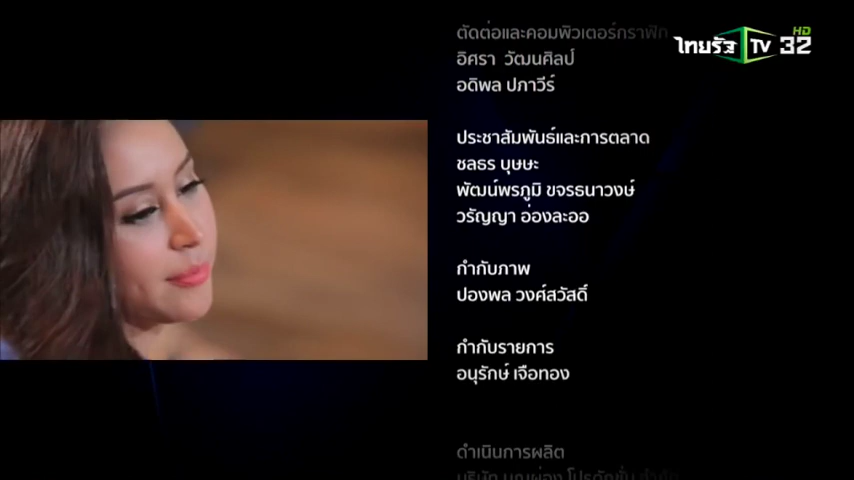 ตัดต่อและคอมพิวเตอร์กราฟิก
อิศรา วัฒนศิลป์
อดิพล ปภาวีร์
ประชาสัมพันธ์และการตลาด
ชลธร บุษษะ
พัฒน์พรภูมิ ขจรธนาวงษ์
วรัญญา อ่องละออ
กำกับภาพ
ปองพล วงศ์สวัสดิ์
กำกับรายการ
อนุรักษ์ เจือทอง
ดำเนินการผลิต
บริษัท
ไทยรัฐ TV 32 HD